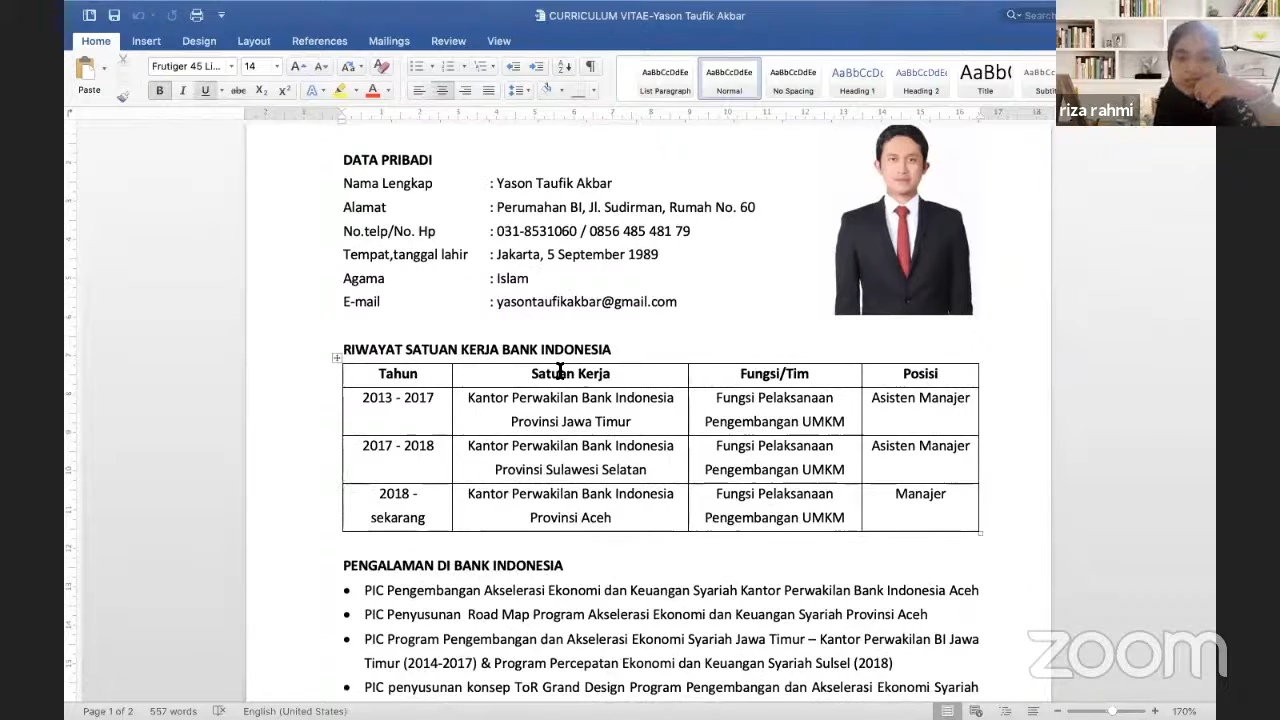 CURRICULUM VITAE-Yason Taufik Akbar
Search
Home Insert Design Layout References Mailings Review View
Paste
Frutiger 45 Li... 14
AaBbCcDdEe AaBbCcDdEe AaBbCcDdEe AaBbCcDc AaBbCcDdEe AaBb( AaBbCcDdEe
List Paragraph Normal No Spacing Heading 1 Heading 2 Title Subtit
riza rahmi
DATA PRIBADI
Nama Lengkap : Yason Taufik Akbar
Alamat : Perumahan BI, Jl. Sudirman, Rumah No. 60
No.telp/No. Hp : 031-8531060 / 0856 485 481 79
Tempat,tanggal lahir : Jakarta, 5 September 1989
Agama : Islam
E-mail : yasontaufikakbar@gmail.com
RIWAYAT SATUAN KERJA BANK INDONESIA
Tahun Satuan Kerja Fungsi/Tim Posisi
2013 - 2017 Kantor Perwakilan Bank Indonesia Fungsi Pelaksanaan Asisten Manajer
Provinsi Jawa Timur Pengembangan UMKM
2017 - 2018 Kantor Perwakilan Bank Indonesia Fungsi Pelaksanaan Asisten Manajer
Provinsi Sulawesi Selatan Pengembangan UMKM
2018 - Kantor Perwakilan Bank Indonesia Fungsi Pelaksanaan Manajer
sekarang Provinsi Aceh Pengembangan UMKM
PENGALAMAN DI BANK INDONESIA
• PIC Pengembangan Akselerasi Ekonomi dan Keuangan Syariah Kantor Perwakilan Bank Indonesia Aceh
• PIC Penyusunan Road Map Program Akselerasi Ekonomi dan Keuangan Syariah Provinsi Aceh
• PIC Program Pengembangan dan Akselerasi Ekonomi Syariah Jawa Timur – Kantor Perwakilan BI Jawa
Timur (2014-2017) & Program Percepatan Ekonomi dan Keuangan Syariah Sulsel (2018)
• PIC penyusunan konsep ToR Grand Design Program Pengembangan dan Akselerasi Ekonomi Syariah
zoom
Page 1 of 2 557 words English (United States) 170%